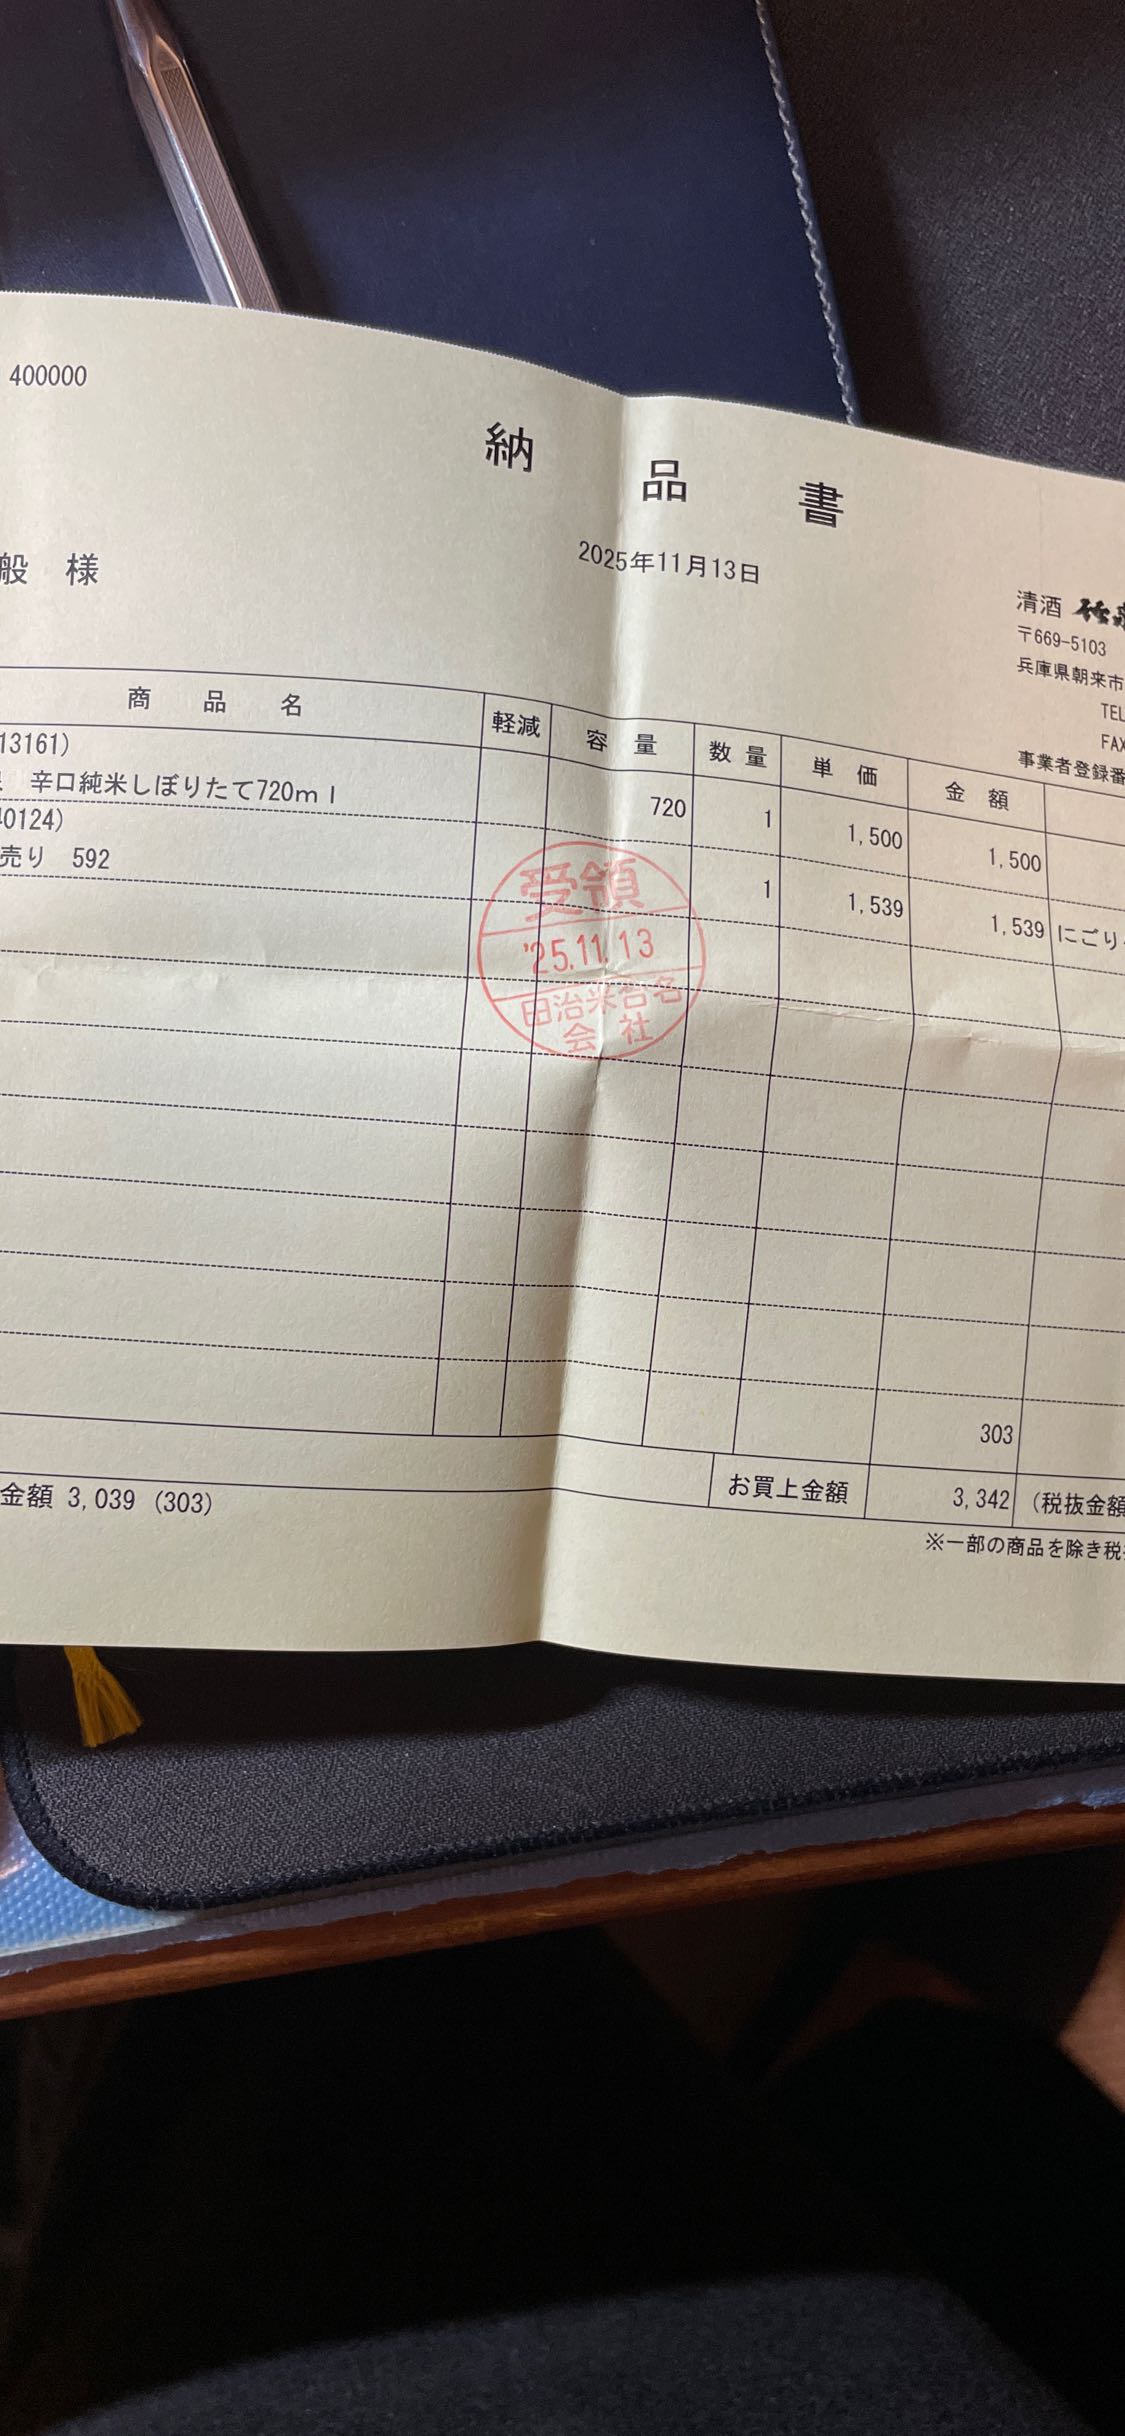 400000
納品書
2025年11月13日
般 様
清酒
〒669-5103
兵庫県朝来市
TEL
FAX
事業者登録番
商品名 軽減 容量 数量 単価 金額
13161)
辛口純米しぼりたて720ml 720 1 1,500 1,500
40124)
売り 592 1 1,539 1,539 にごり
受領
'25.11.13
田治米合名
会社
303
金額 3,039 (303) お買上金額 3,342 (税抜金額
※一部の商品を除き税